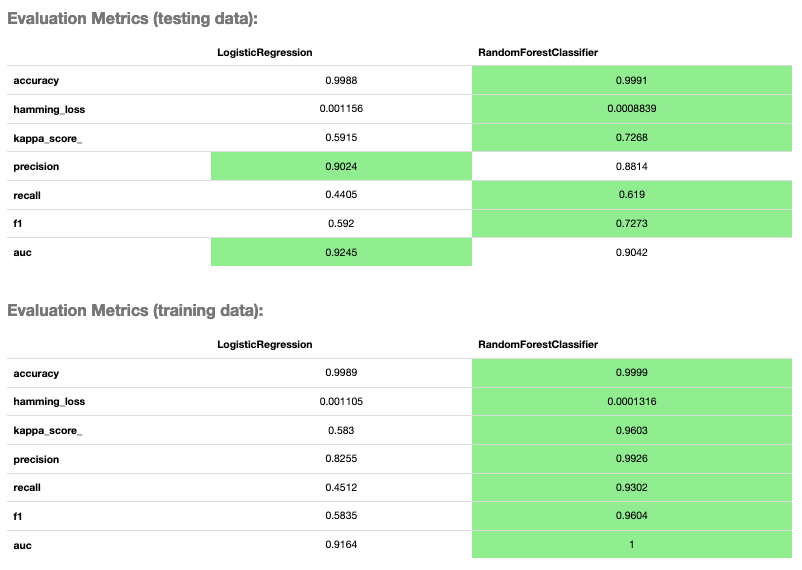 Evaluation Metrics (testing data):
LogisticRegression RandomForestClassifier
accuracy 0.9988 0.9991
hamming_loss 0.001156 0.0008839
kappa_score_ 0.5915 0.7268
precision 0.9024 0.8814
recall 0.4405 0.619
f1 0.592 0.7273
auc 0.9245 0.9042
Evaluation Metrics (training data):
LogisticRegression RandomForestClassifier
accuracy 0.9989 0.9999
hamming_loss 0.001105 0.0001316
kappa_score_ 0.583 0.9603
precision 0.8255 0.9926
recall 0.4512 0.9302
f1 0.5835 0.9604
auc 0.9164 1